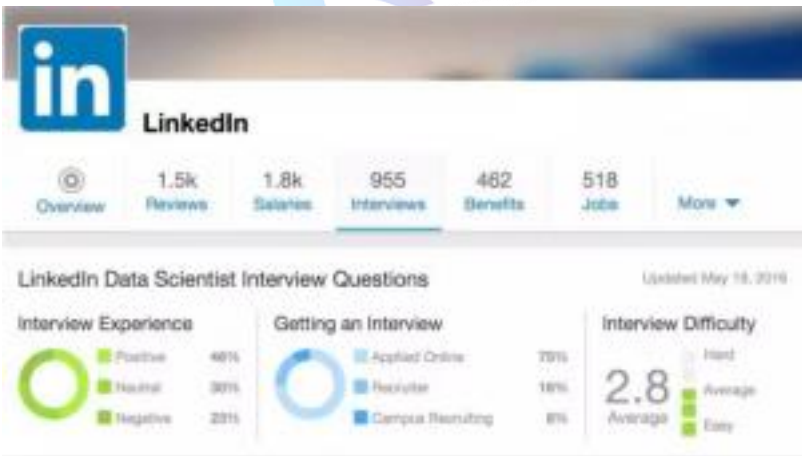 in
LinkedIn
1.5k 1.8k 955 462 518
Overview Reviews Salaries Interviews Benefits Jobs More
LinkedIn Data Scientist Interview Questions Updated May 18, 2016
Interview Experience Getting an Interview Interview Difficulty
Positive Applied Online Hard
Neutral 30% Recruiter 2.8 Average
Negative 23% Campus Recruiting Average Easy